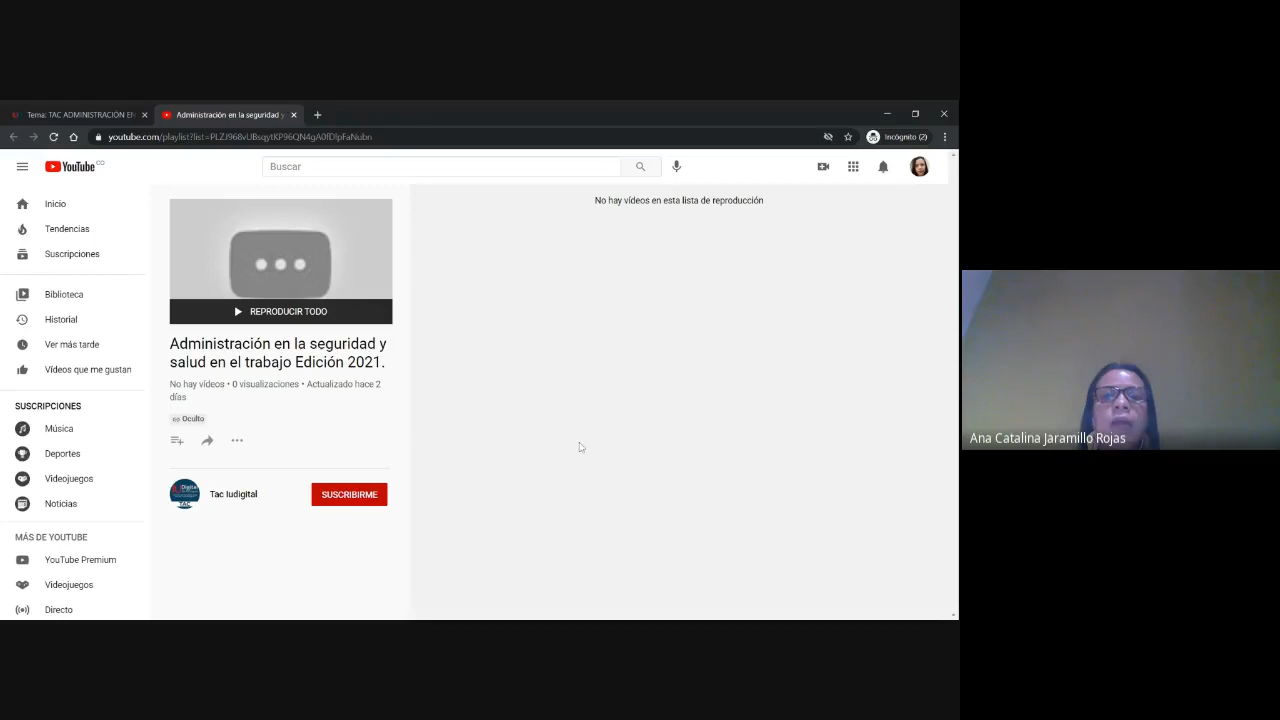 Tema: TAC ADMINISTRACIÓN EN
Administración en la seguridad y
youtube.com/playlist?list=PLZJ968vUBsqytKP96QN4gA0fDlpFaNubn
Incógnito (2)
YouTube CO
Buscar
Inicio
Tendencias
Suscripciones
Biblioteca
Historial
Ver más tarde
Vídeos que me gustan
SUSCRIPCIONES
Música
Deportes
Videojuegos
Noticias
MÁS DE YOUTUBE
YouTube Premium
Videojuegos
Directo
REPRODUCIR TODO
Administración en la seguridad y
salud en el trabajo Edición 2021.
No hay vídeos • 0 visualizaciones • Actualizado hace 2
días
Oculto
Tac Iudigital
SUSCRIBIRME
No hay vídeos en esta lista de reproducción
Ana Catalina Jaramillo Rojas